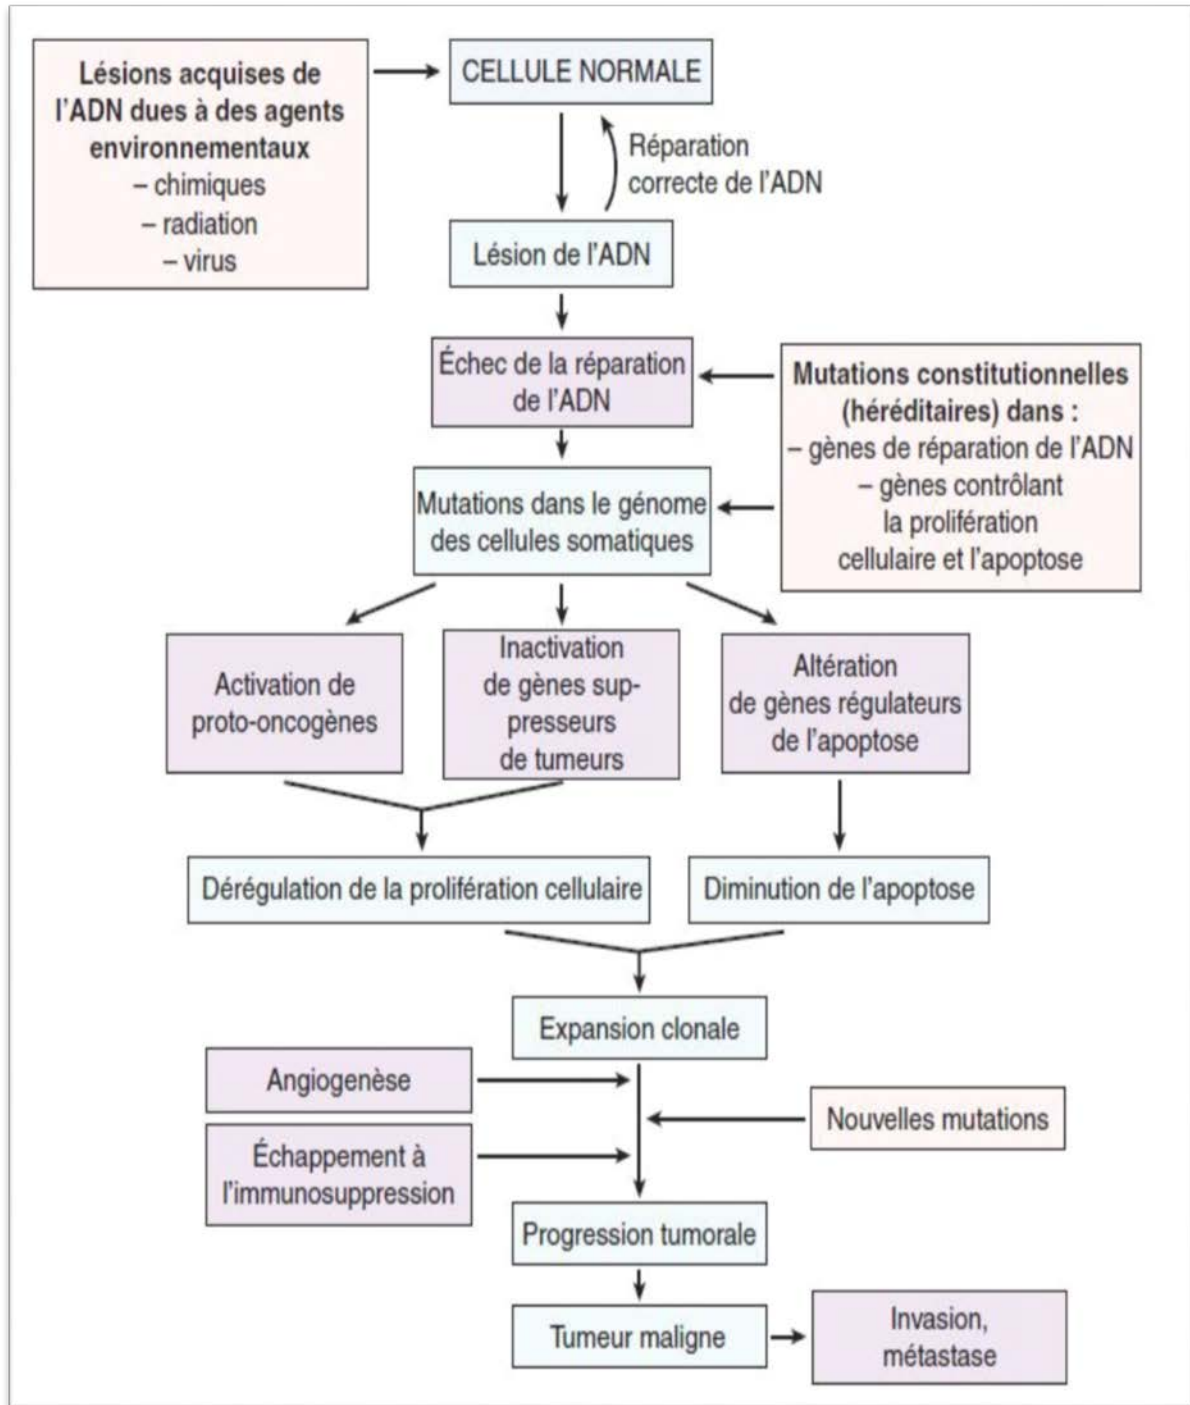 Lésions acquises de
l'ADN dues à des agents
environnementaux
– chimiques
– radiation
– virus
CELLULE NORMALE
Réparation
correcte de l'ADN
Lésion de l'ADN
Échec de la réparation
de l'ADN
Mutations constitutionnelles
(héréditaires) dans :
– gènes de réparation de l'ADN
– gènes contrôlant
la prolifération
cellulaire et l'apoptose
Mutations dans le génome
des cellules somatiques
Activation de
proto-oncogènes
Inactivation
de gènes sup-
presseurs
de tumeurs
Altération
de gènes régulateurs
de l'apoptose
Dérégulation de la prolifération cellulaire
Diminution de l'apoptose
Expansion clonale
Angiogenèse
Nouvelles mutations
Échappement à
l'immunosuppression
Progression tumorale
Tumeur maligne
Invasion,
métastase